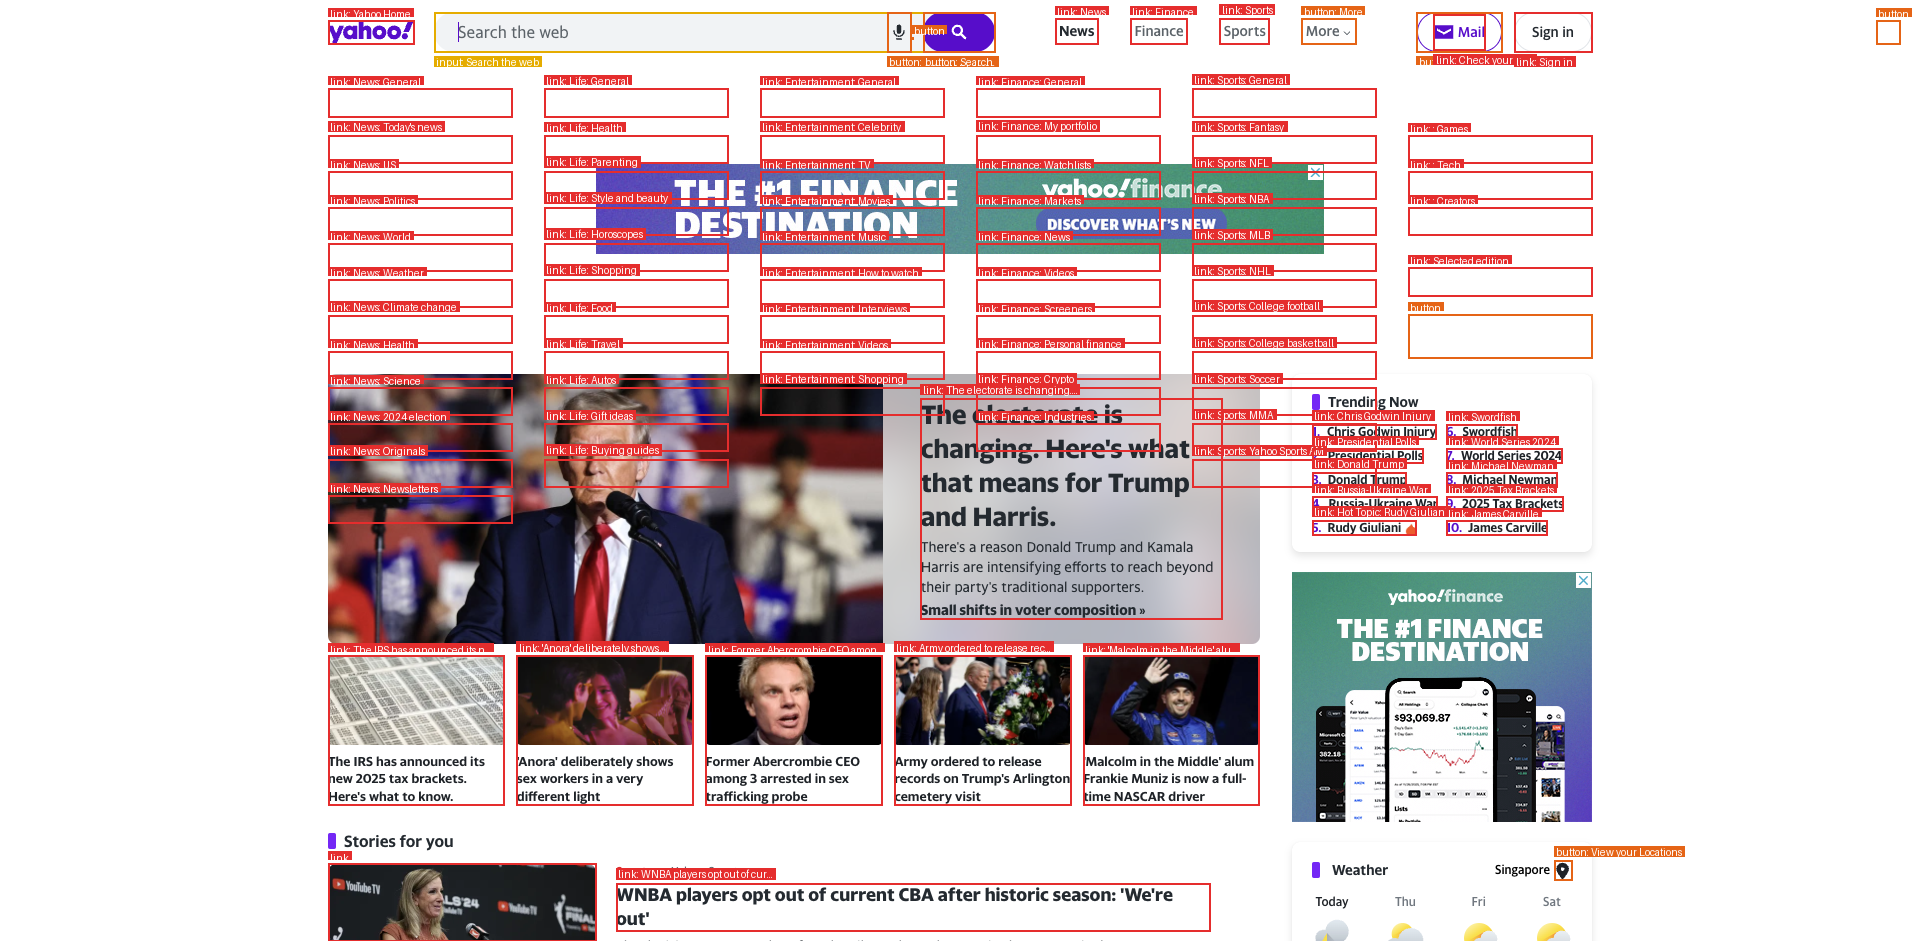 link: Yahoo Home
yahoo!
Search the web
input: Search the web
button
button: button: Search
link: News
News
link: Finance
Finance
link: Sports
Sports
button: More
More
Mail
link: Check your
Sign in
link: Sign in
button
link: News: General
link: News: Today's news
link: News: US
link: News: Politics
link: News: World
link: News: Weather
link: News: Climate change
link: News: Health
link: News: Science
link: News: 2024 election
link: News: Originals
link: News: Newsletters
link: Life: General
link: Life: Health
link: Life: Parenting
link: Life: Style and beauty
link: Life: Horoscopes
link: Life: Shopping
link: Life: Food
link: Life: Travel
link: Life: Autos
link: Life: Gift ideas
link: Life: Buying guides
link: Entertainment: General
link: Entertainment: Celebrity
link: Entertainment: TV
link: Entertainment: Movies
link: Entertainment: Music
link: Entertainment: How to watch
link: Entertainment: Interviews
link: Entertainment: Videos
link: Entertainment: Shopping
link: Finance: General
link: Finance: My portfolio
link: Finance: Watchlists
link: Finance: Markets
link: Finance: News
link: Finance: Videos
link: Finance: Screeners
link: Finance: Personal finance
link: Finance: Crypto
link: Finance: Industries
link: Sports: General
link: Sports: Fantasy
link: Sports: NFL
link: Sports: NBA
link: Sports: MLB
link: Sports: NHL
link: Sports: College football
link: Sports: College basketball
link: Sports: Soccer
link: Sports: MMA
link: Sports: Yahoo Sports AM
link: : Games
link: : Tech
link: : Creators
link: Selected edition
button
THE #1 FINANCE
DESTINATION
yahoo!finance
DISCOVER WHAT'S NEW
link: The electorate is changing....
The electorate is
changing. Here's what
that means for Trump
and Harris.
There's a reason Donald Trump and Kamala
Harris are intensifying efforts to reach beyond
their party's traditional supporters.
Small shifts in voter composition »
Trending Now
link: Chris Godwin Injury
1. Chris Godwin Injury
link: Presidential Polls
Presidential Polls
link: Donald Trump
3. Donald Trump
link: Russia-Ukraine War
4. Russia-Ukraine War
link: Hot Topic: Rudy Giulian
5. Rudy Giuliani
link: Swordfish
6. Swordfish
link: World Series 2024
7. World Series 2024
link: Michael Newman
8. Michael Newman
link: 2025 Tax Brackets
9. 2025 Tax Brackets
link: James Carville
10. James Carville
link: The IRS has announced its n...
The IRS has announced its
new 2025 tax brackets.
Here's what to know.
link: 'Anora' deliberately shows...
'Anora' deliberately shows
sex workers in a very
different light
link: Former Abercrombie CEO amon...
Former Abercrombie CEO
among 3 arrested in sex
trafficking probe
link: Army ordered to release rec...
Army ordered to release
records on Trump's Arlington
cemetery visit
link: 'Malcolm in the Middle' alu...
'Malcolm in the Middle' alum
Frankie Muniz is now a full-
time NASCAR driver
yahoo!finance
THE #1 FINANCE
DESTINATION
$93,069.87
382.18
Lists
Stories for you
link
YouTube TV
YouTube TV
link: WNBA players opt out of cur...
WNBA players opt out of current CBA after historic season: 'We're
out'
button: View your Locations
Weather
Singapore
Today
Thu
Fri
Sat